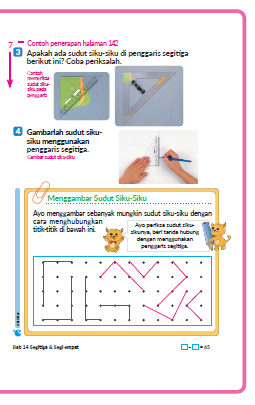 7 Contoh penerapan halaman 142
3 Apakah ada sudut siku-siku di penggaris segitiga
berikut ini? Coba periksalah.
Contoh
memeriksa
sudut siku-
siku pada
penggaris
4 Gambarlah sudut siku-
siku menggunakan
penggaris segitiga.
Gambar sudut siku-siku
Menggambar Sudut Siku-Siku
Ayo menggambar sebanyak mungkin sudut siku-siku dengan
cara menghubungkan
titik-titik di bawah ini.
Ayo periksa sudut siku-
sikunya, beri tanda hubung
dengan menggunakan
penggaris segitiga.
Bab 14 Segitiga & Segi empat
□ - □ = 65